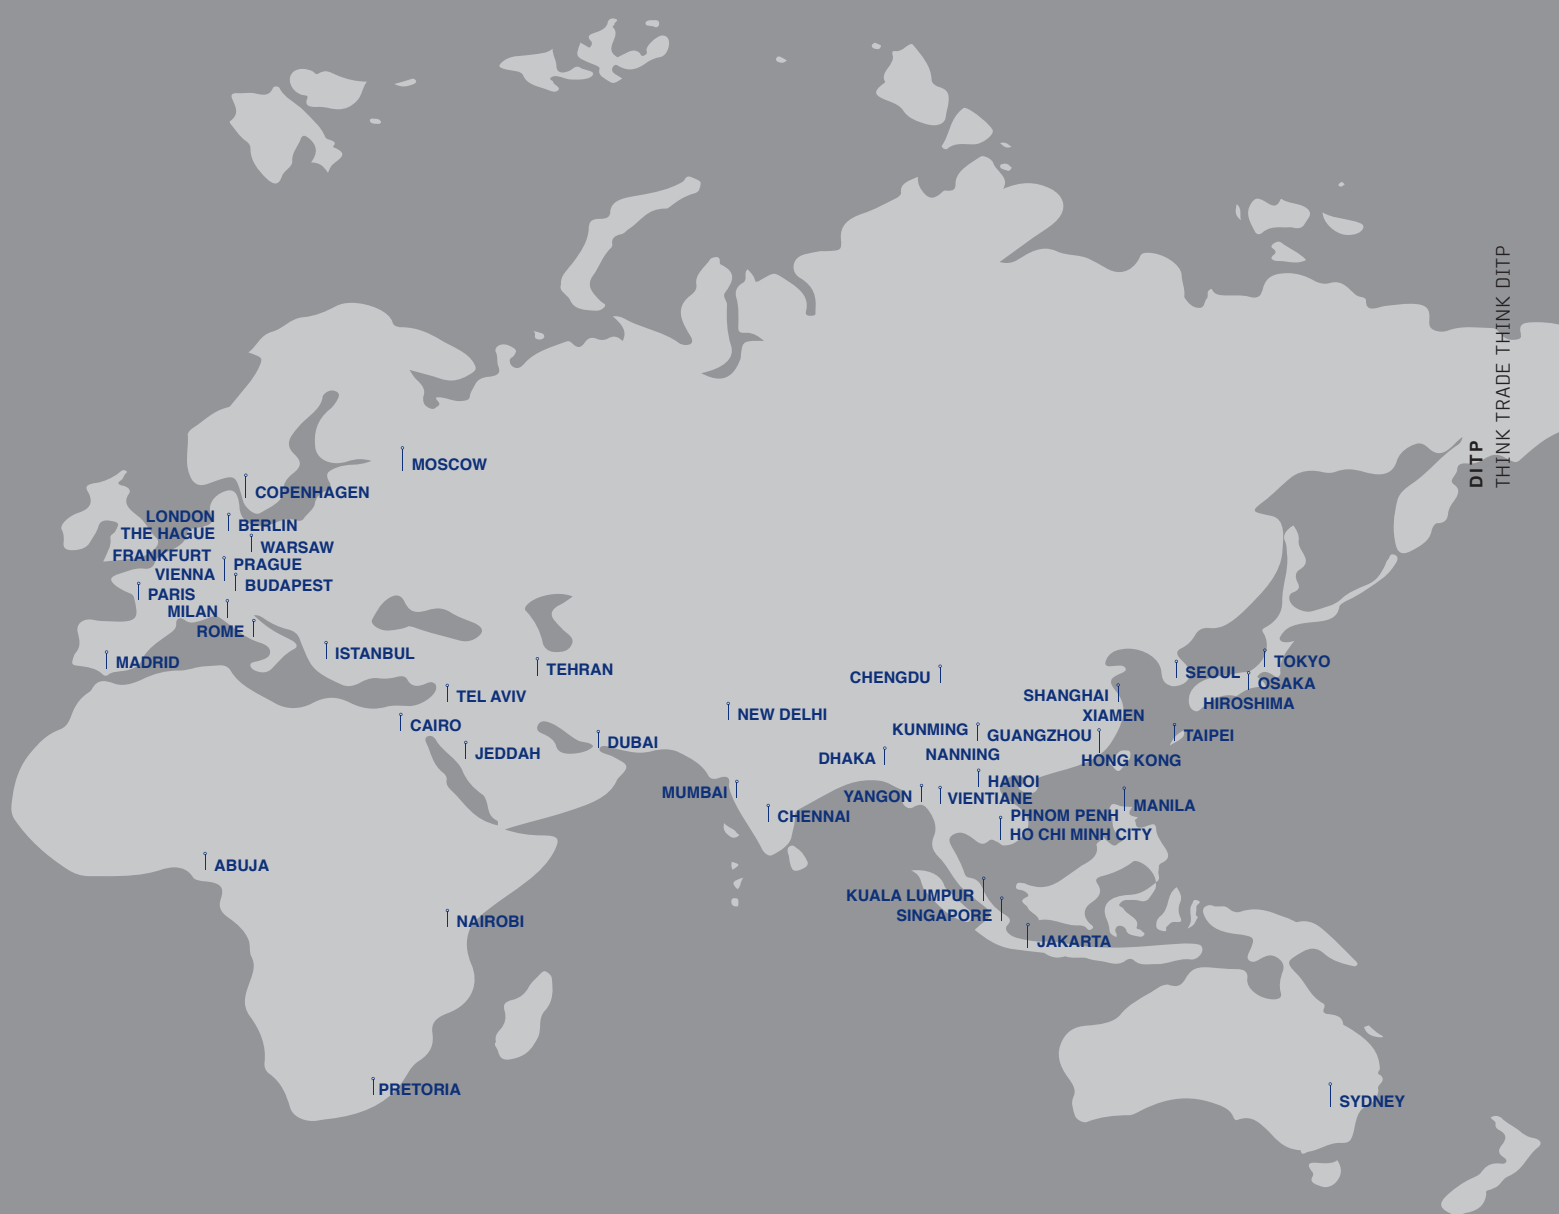 DITP
THINK TRADE THINK DITP
MOSCOW
COPENHAGEN
LONDON
THE HAGUE
BERLIN
WARSAW
FRANKFURT
PRAGUE
VIENNA
BUDAPEST
PARIS
MILAN
ROME
ISTANBUL
MADRID
TEHRAN
TEL AVIV
CAIRO
JEDDAH
DUBAI
NEW DELHI
CHENGDU
SHANGHAI
XIAMEN
SEOUL
TOKYO
OSAKA
HIROSHIMA
KUNMING
GUANGZHOU
TAIPEI
NANNING
DHAKA
HONG KONG
HANOI
MUMBAI
YANGON
VIENTIANE
MANILA
CHENNAI
PHNOM PENH
HO CHI MINH CITY
ABUJA
KUALA LUMPUR
SINGAPORE
NAIROBI
JAKARTA
PRETORIA
SYDNEY